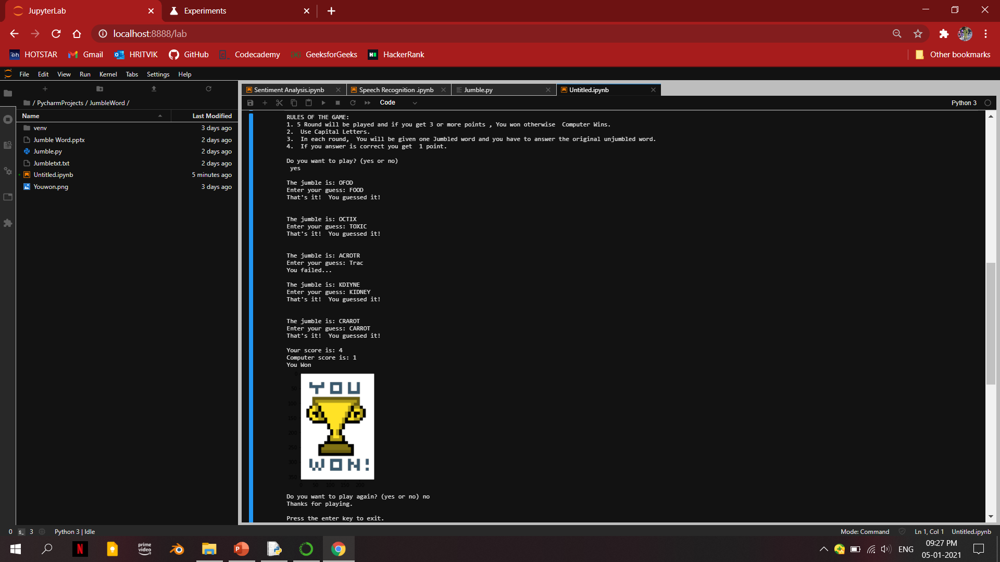 JupyterLab
Experiments
localhost:8888/lab
HOTSTAR
Gmail
HRITVIK
GitHub
Codecademy
GeeksforGeeks
HackerRank
Other bookmarks
File Edit View Run Kernel Tabs Settings Help
/ PycharmProjects / JumbleWord /
Name Last Modified
venv 3 days ago
Jumble Word.pptx 2 days ago
Jumble.py 2 days ago
Jumbletxt.txt 2 days ago
Untitled.ipynb 5 minutes ago
Youwon.png 3 days ago
Sentiment Analysis.ipynb
Speech Recognition .ipynb
Jumble.py
Untitled.ipynb
Code
Python 3
RULES OF THE GAME:
1. 5 Round will be played and if you get 3 or more points , You won otherwise  Computer Wins.
2.  Use Capital Letters.
3.  In each round,  You will be given one Jumbled word and you have to answer the original unjumbled word.
4.  If you answer is correct you get  1 point.
Do you want to play? (yes or no)
yes
The jumble is: OFOD
Enter your guess: FOOD
That's it!  You guessed it!
The jumble is: OCTIX
Enter your guess: TOXIC
That's it!  You guessed it!
The jumble is: ACROTR
Enter your guess: Trac
You failed...
The jumble is: KDIYNE
Enter your guess: KIDNEY
That's it!  You guessed it!
The jumble is: CRAROT
Enter your guess: CARROT
That's it!  You guessed it!
Your score is: 4
Computer score is: 1
You Won
0
50
100
150
200
250
300
350
0 50 100 150 200
YOU
WON!
Do you want to play again? (yes or no) no
Thanks for playing.
Press the enter key to exit.
0 3 Python 3 | Idle
Mode: Command
Ln 1, Col 1
Untitled.ipynb
prime
video
ENG
09:27 PM
05-01-2021